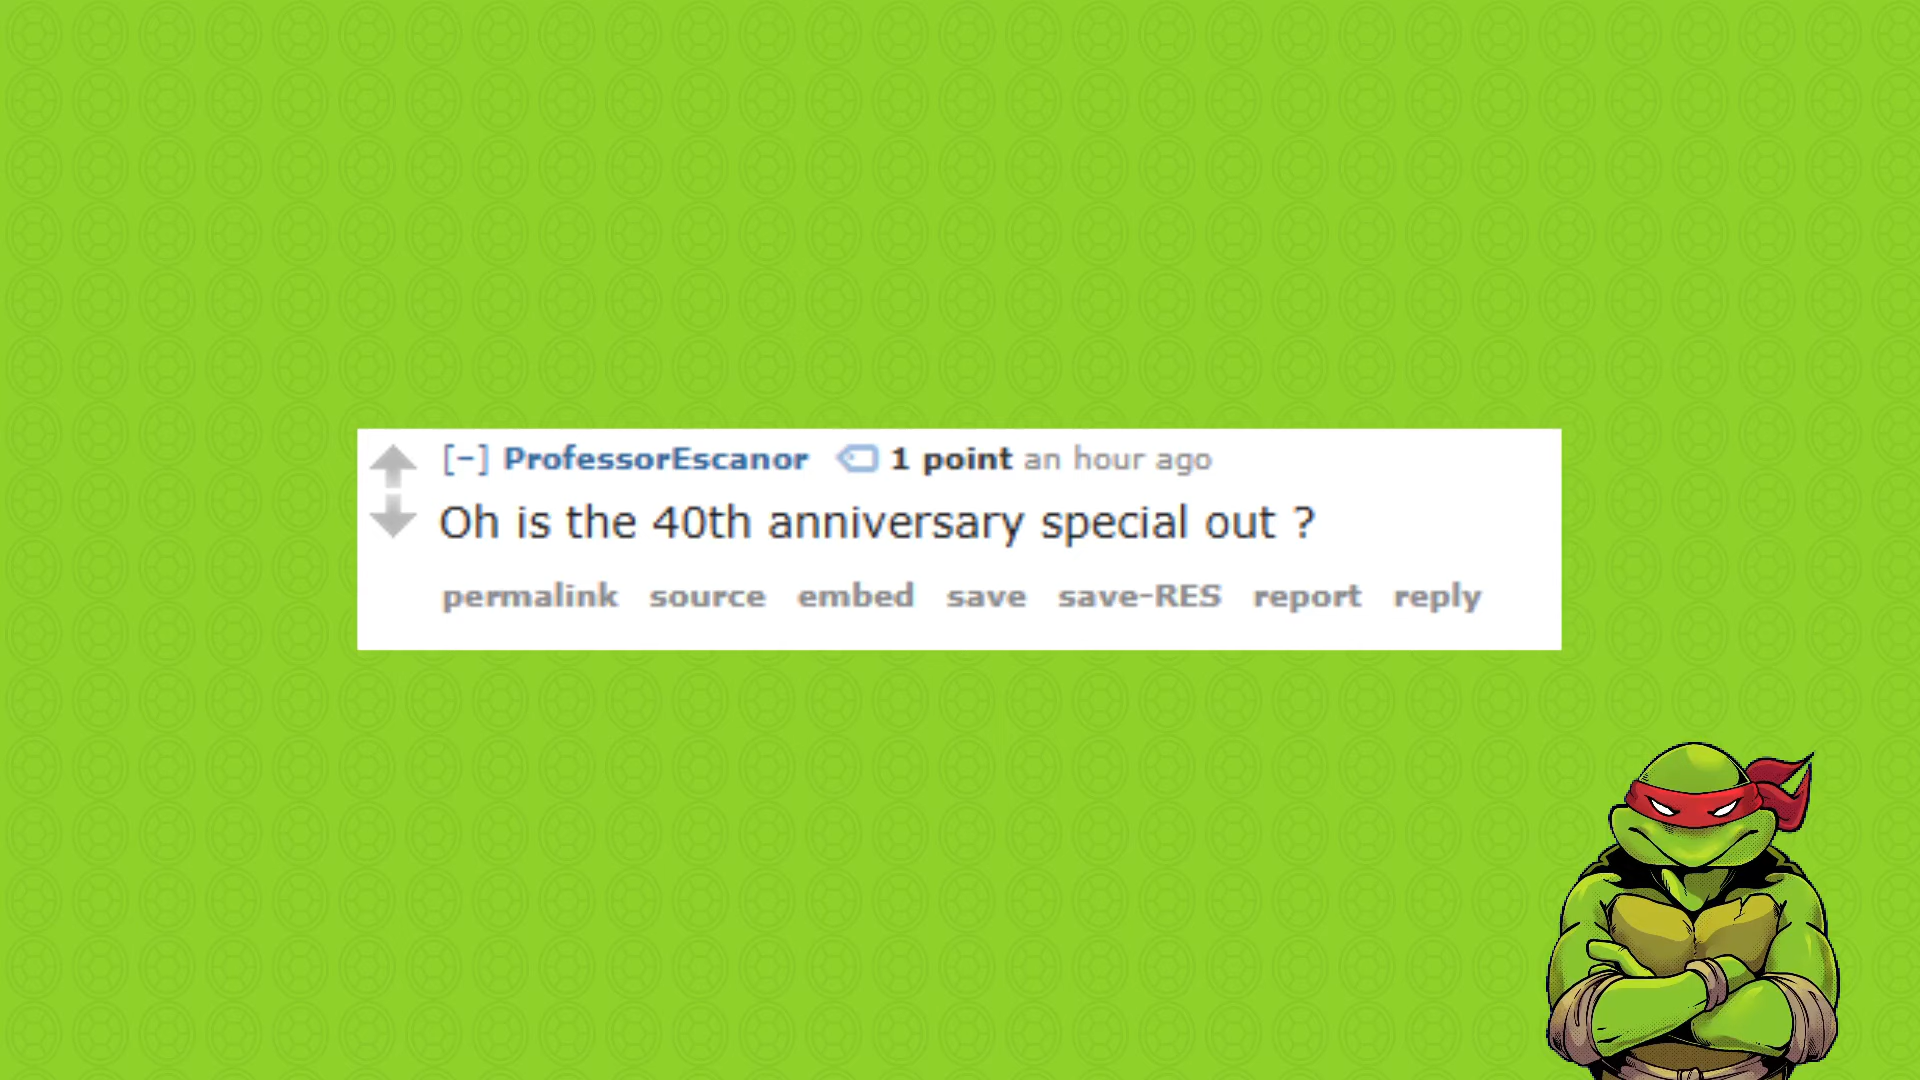 [-] ProfessorEscanor 1 point an hour ago
Oh is the 40th anniversary special out ?
permalink source embed save save-RES report reply